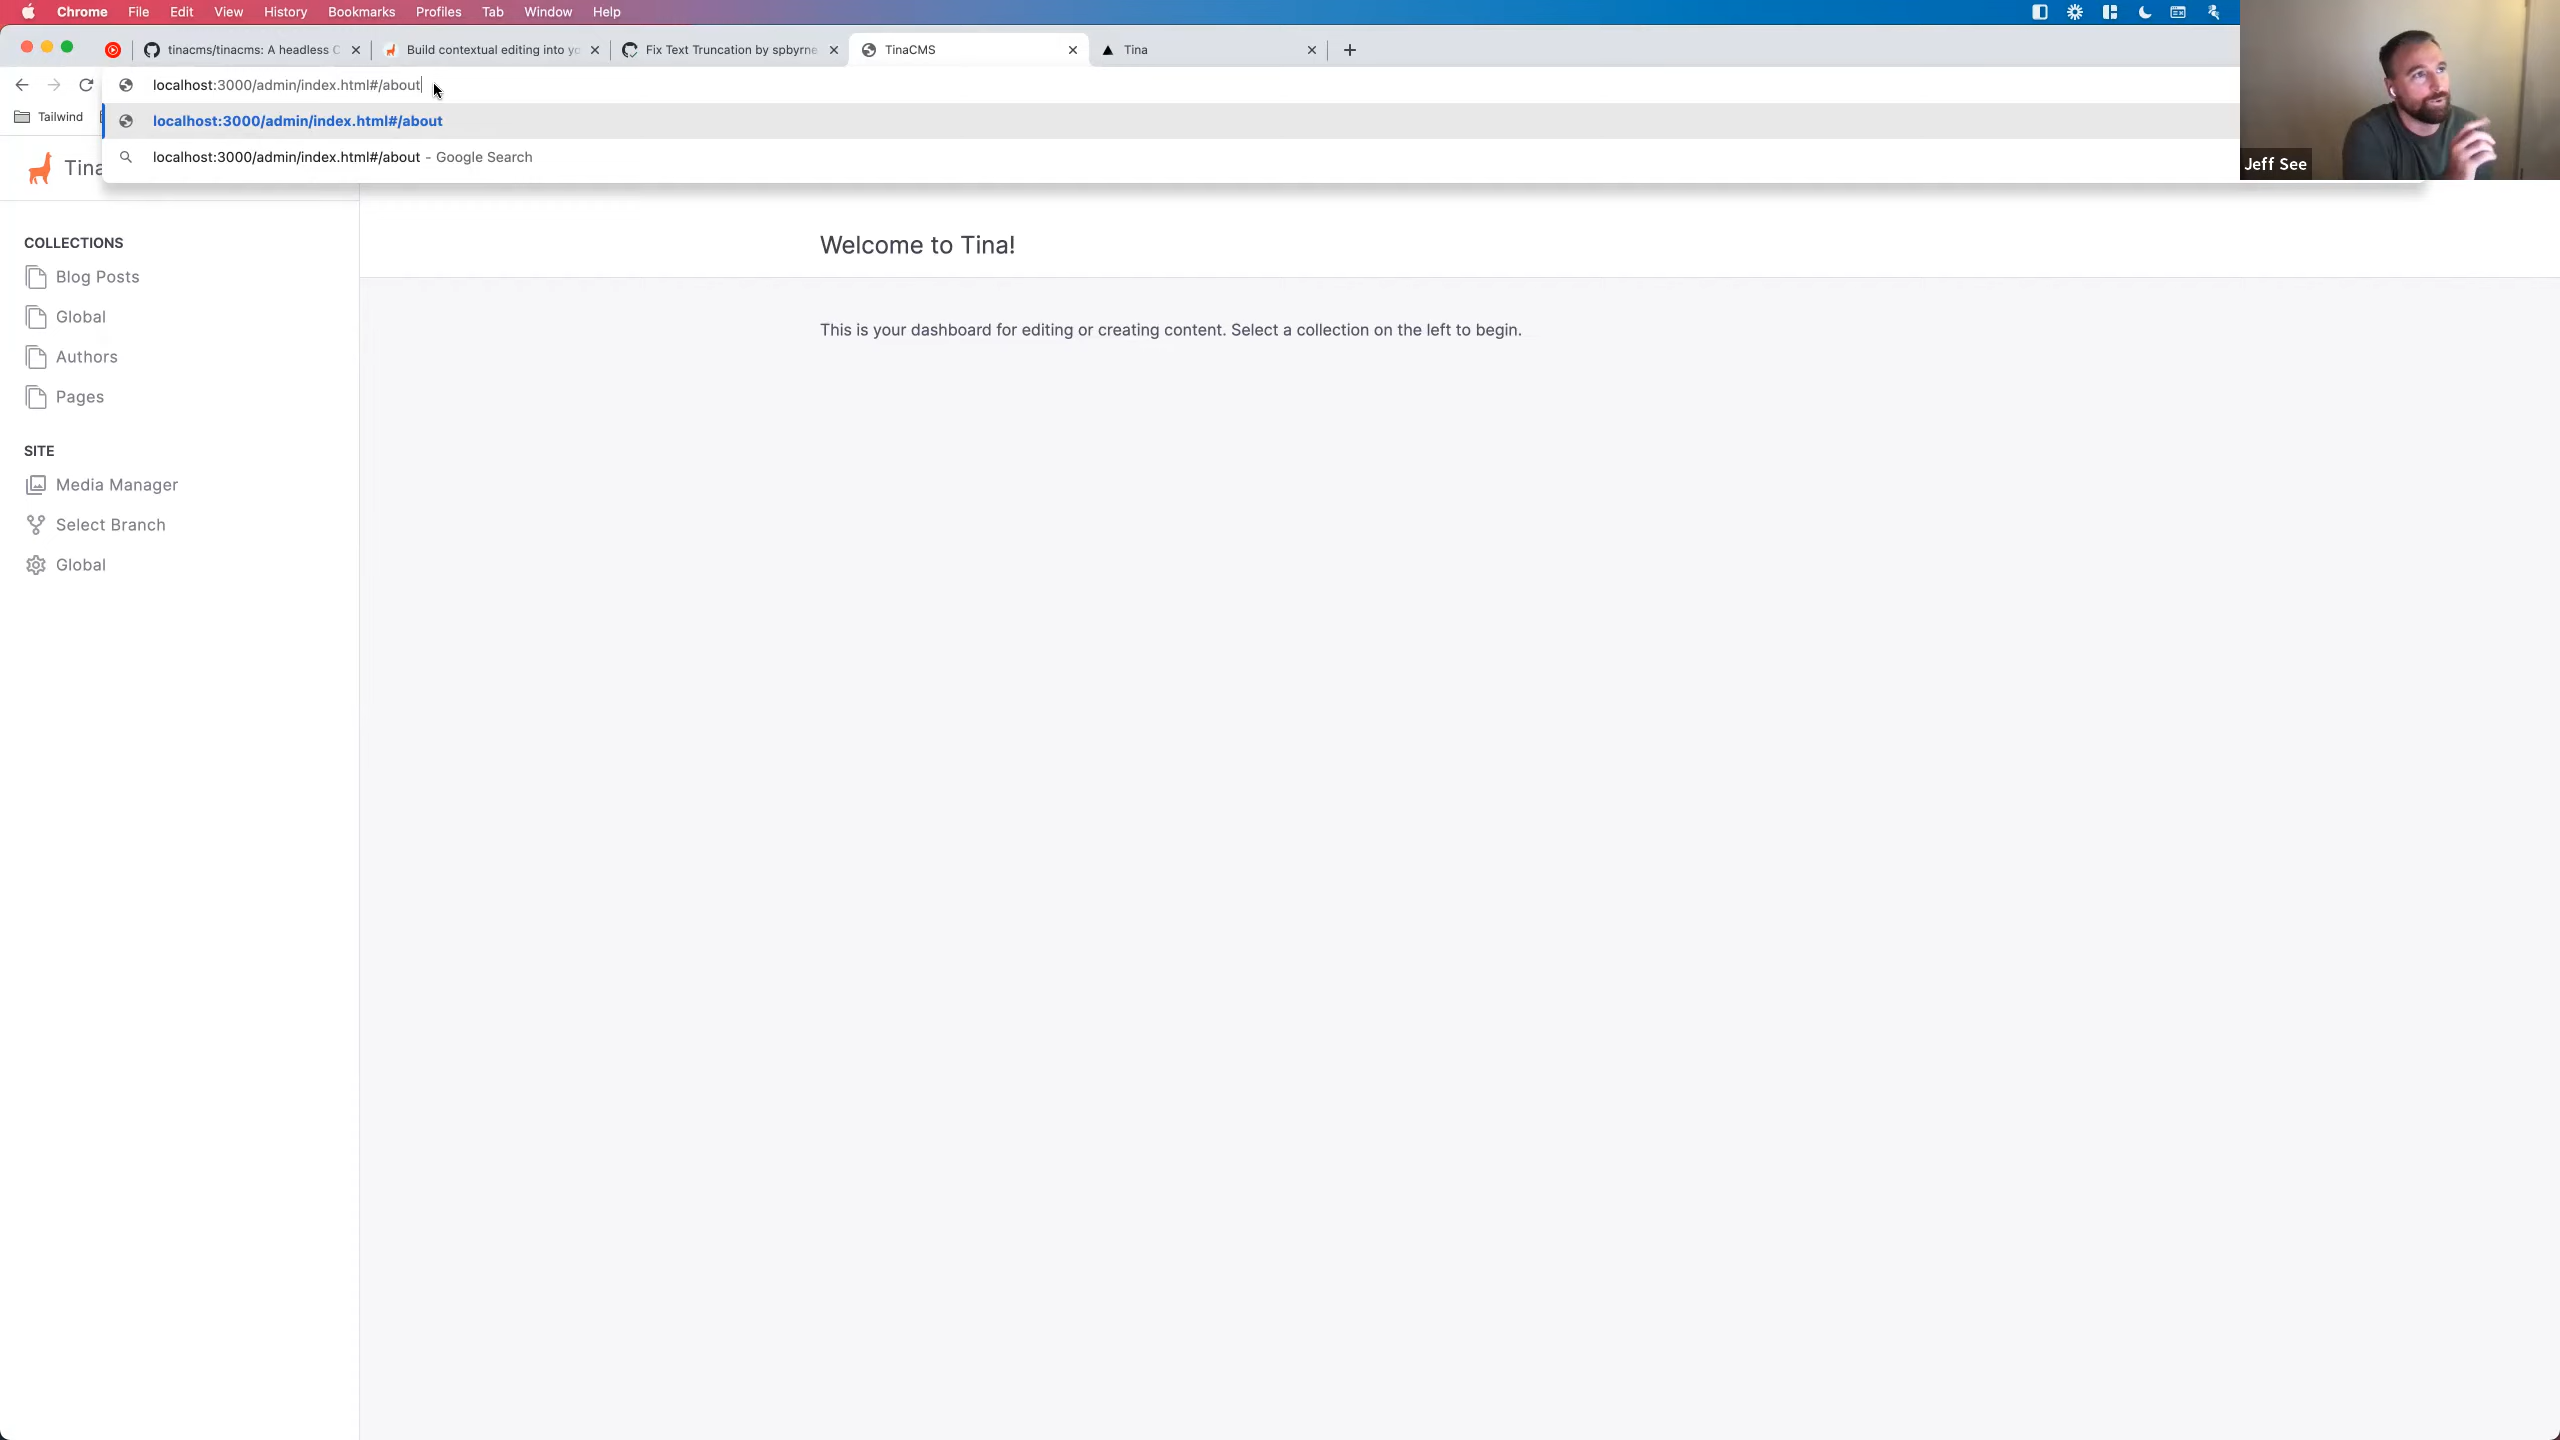 Chrome File Edit View History Bookmarks Profiles Tab Window Help
tinacms/tinacms: A headless C
Build contextual editing into yo
Fix Text Truncation by spbyrne
TinaCMS
Tina
localhost:3000/admin/index.html#/about
Tailwind
localhost:3000/admin/index.html#/about
localhost:3000/admin/index.html#/about - Google Search
Jeff See
Tina
Welcome to Tina!
COLLECTIONS
Blog Posts
Global
This is your dashboard for editing or creating content. Select a collection on the left to begin.
Authors
Pages
SITE
Media Manager
Select Branch
Global